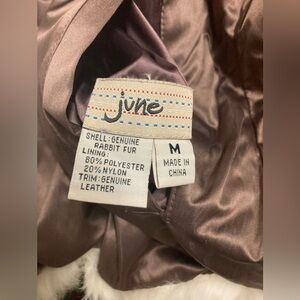 june
SHELL: GENUINE
RABBIT FUR
LINING:
80% POLYESTER
20% NYLON
TRIM: GENUINE
LEATHER
M
MADE IN
CHINA